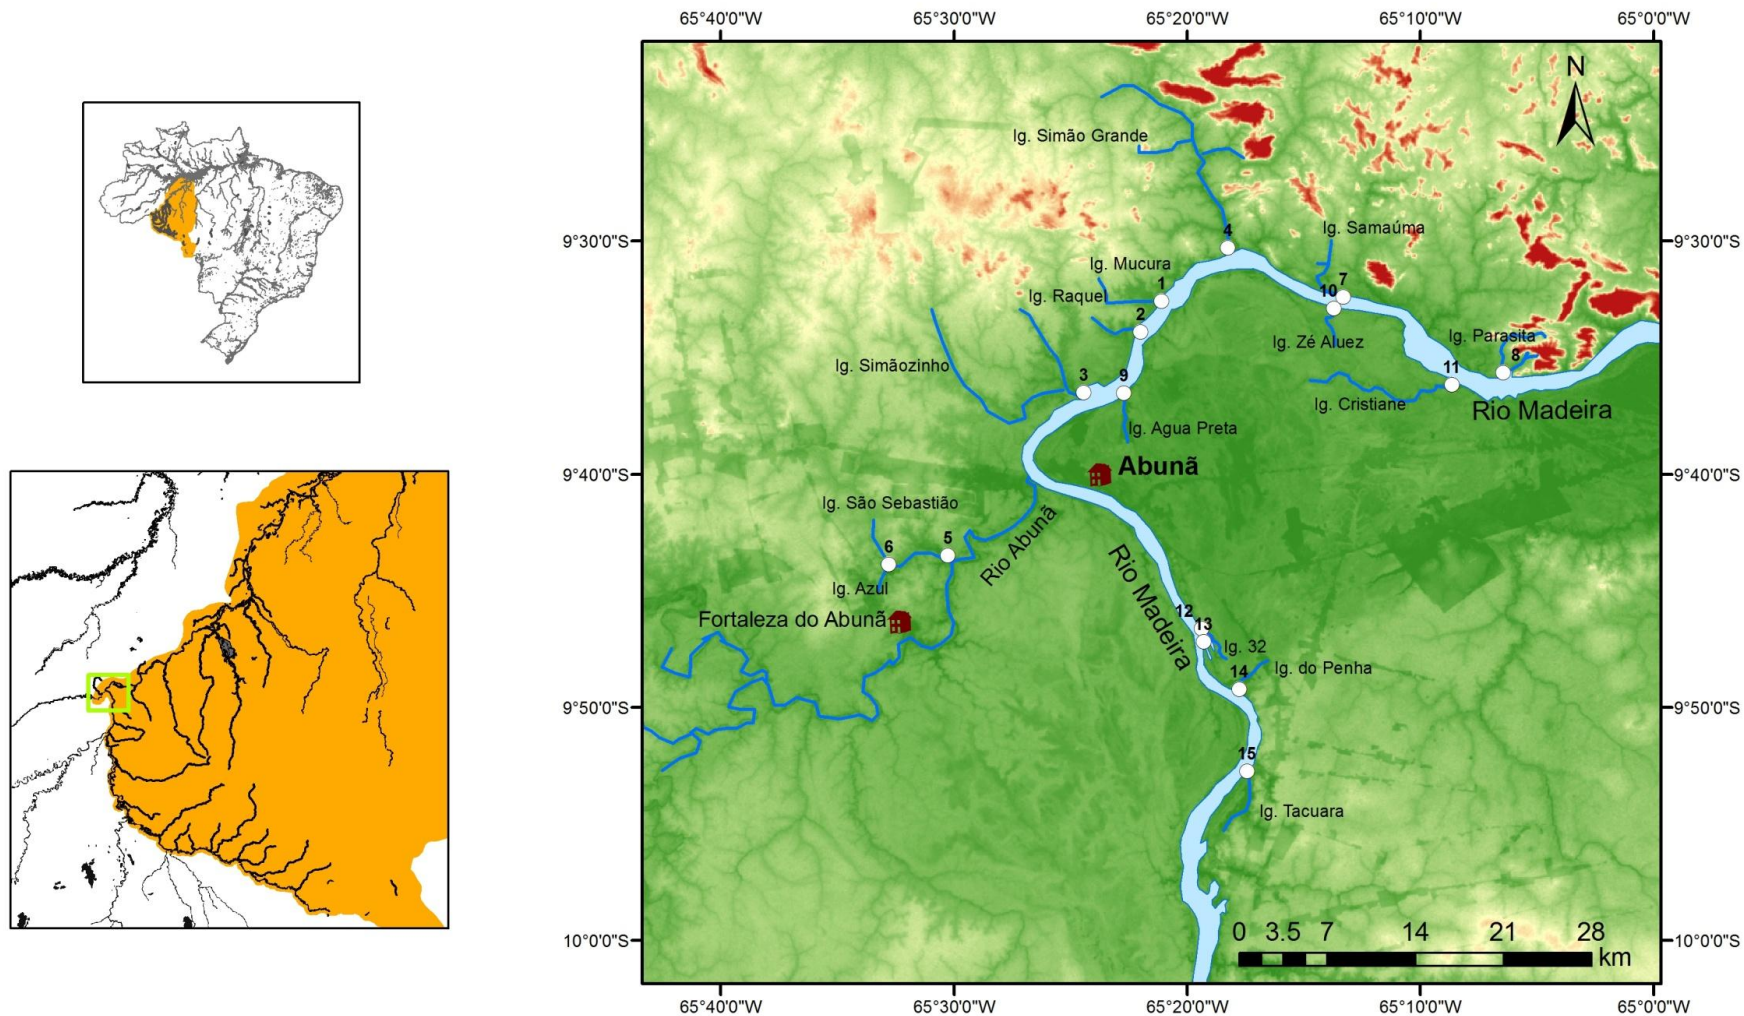 65°40'0"W 65°30'0"W 65°20'0"W 65°10'0"W 65°0'0"W
N
Ig. Simão Grande
4
Ig. Samaúma
9°30'0"S 9°30'0"S
Ig. Mucura
1
7
10
Ig. Raquel
2
Ig. Parasita
Ig. Zé Aluez
8
Ig. Simãozinho
3
9
11
Ig. Cristiane
Rio Madeira
Ig. Agua Preta
Abunã
9°40'0"S 9°40'0"S
Ig. São Sebastião
Rio Abunã
5
6
Ig. Azul
Rio Madeira
12
13
Fortaleza do Abunã
Ig. 32
14
Ig. do Penha
9°50'0"S 9°50'0"S
15
Ig. Tacuara
0 3.5 7 14 21 28
km
10°0'0"S 10°0'0"S
65°40'0"W 65°30'0"W 65°20'0"W 65°10'0"W 65°0'0"W